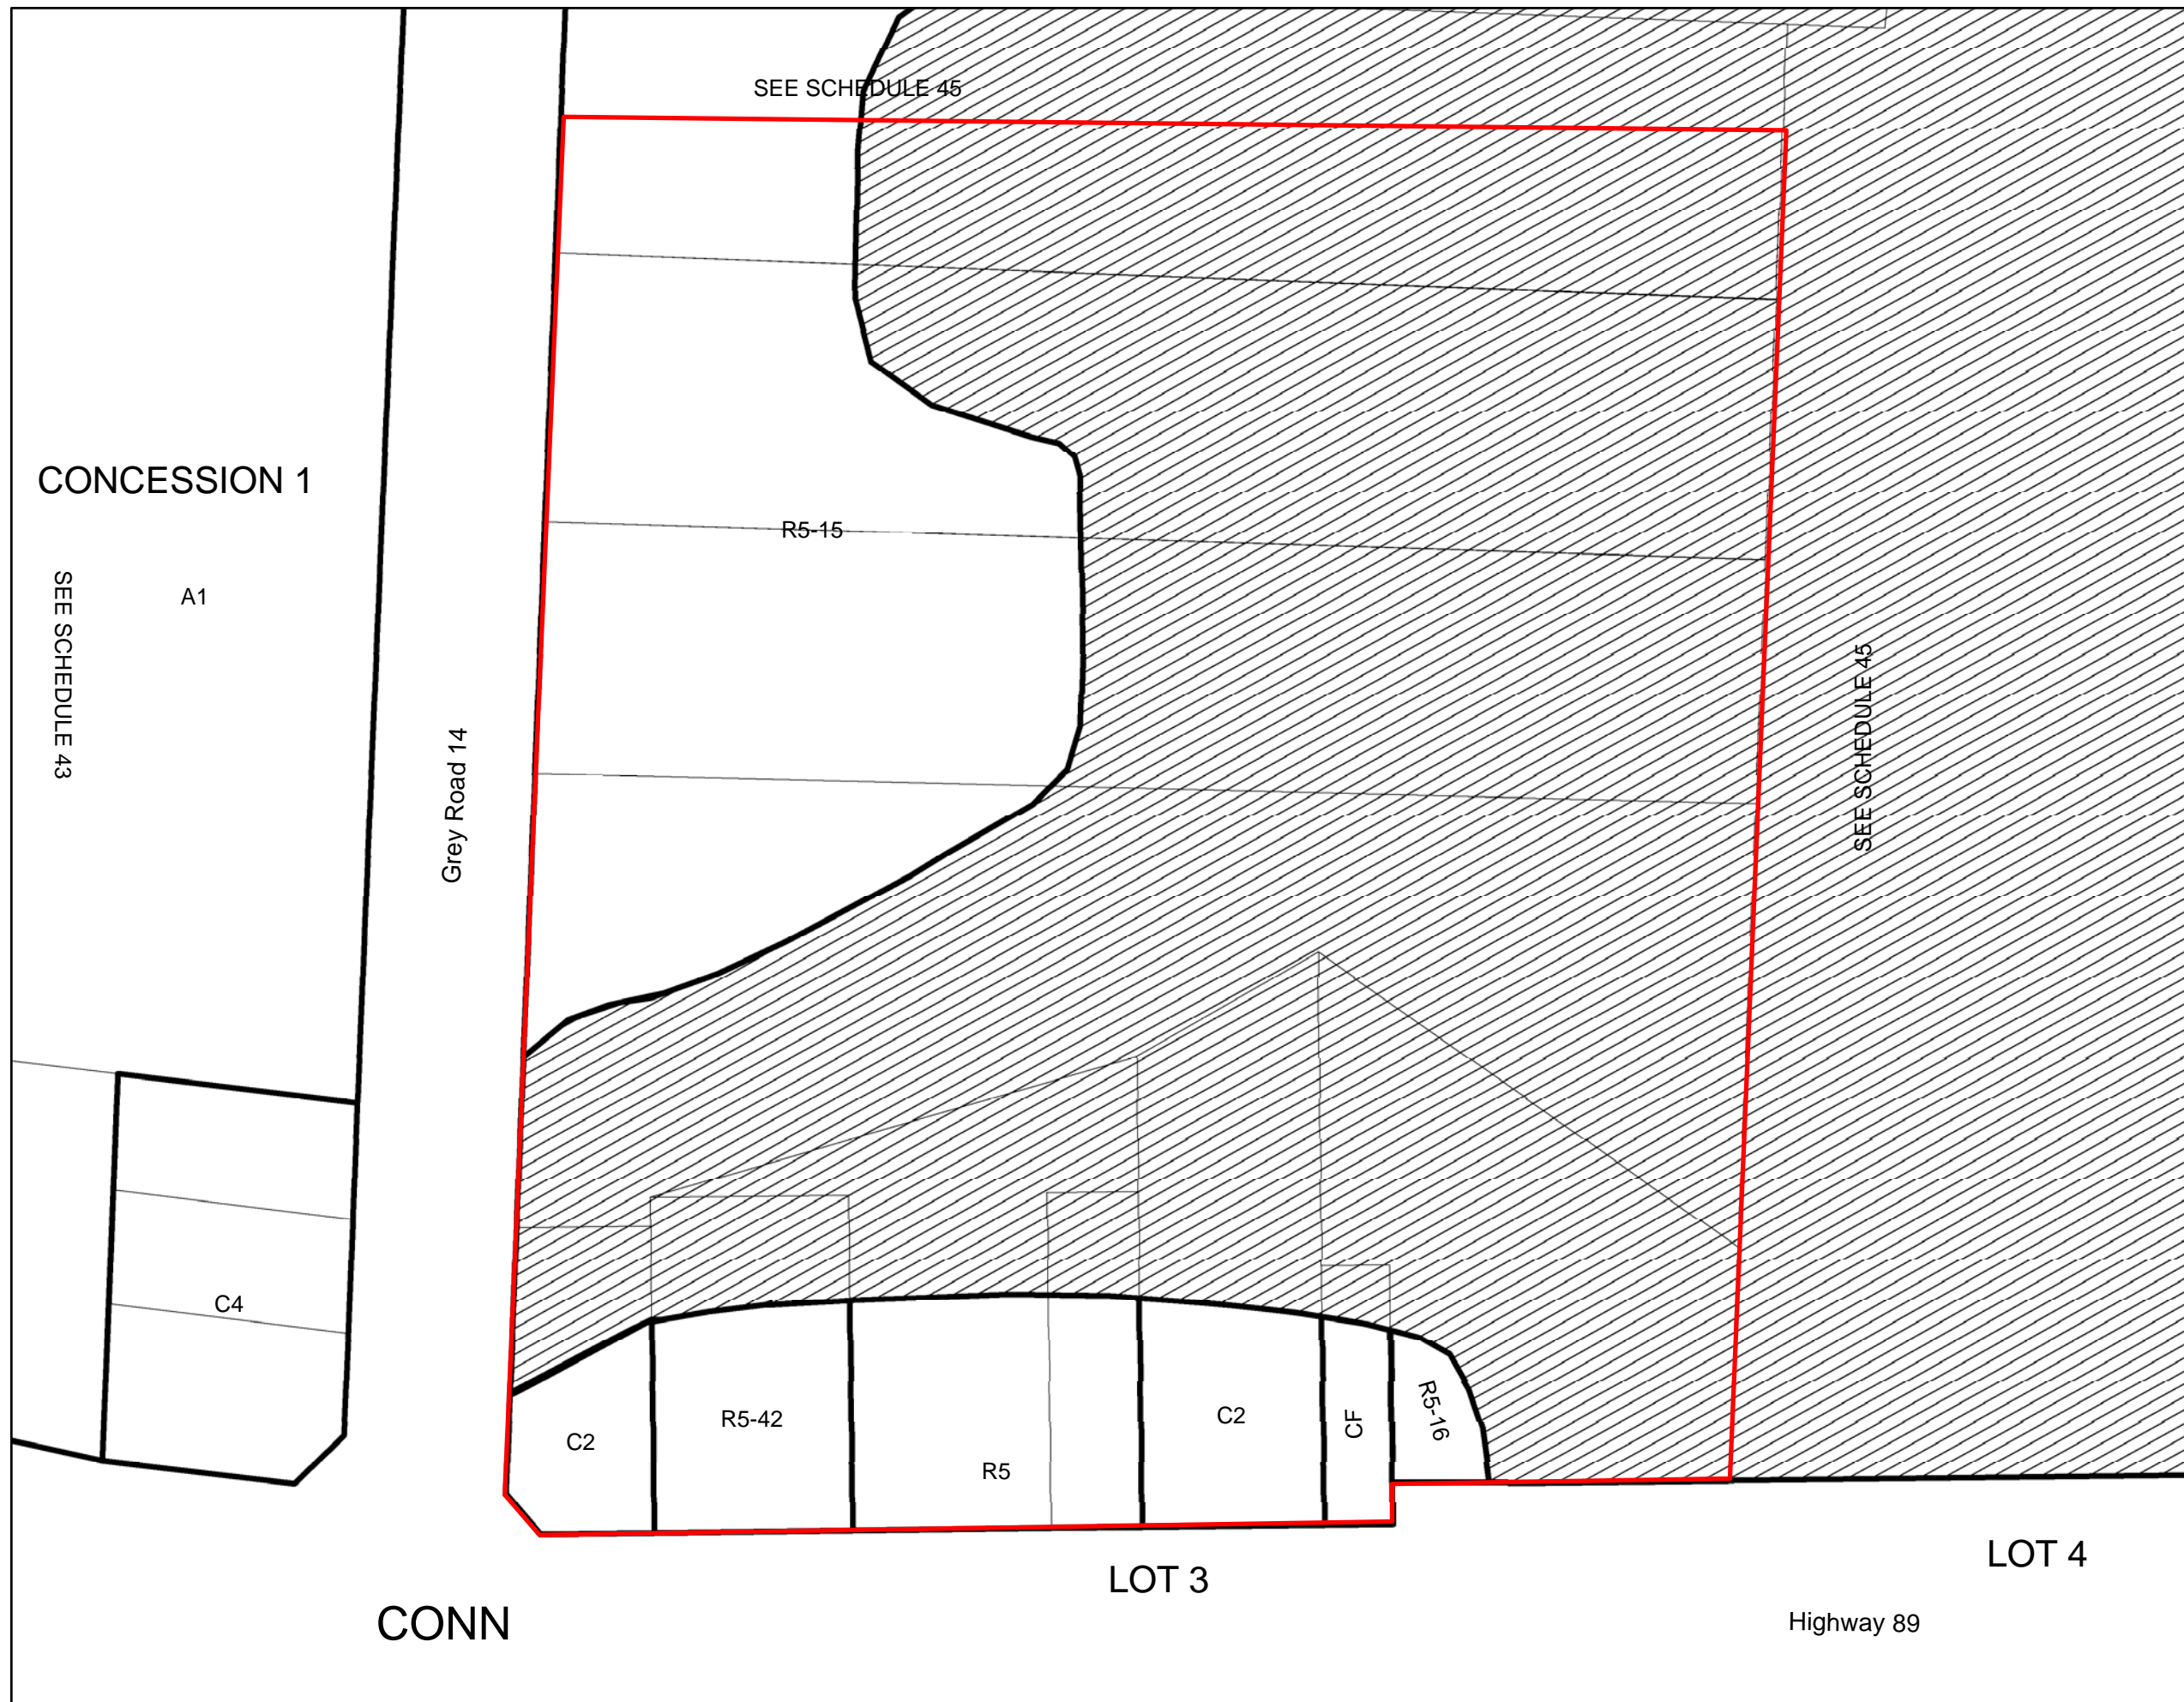 SEE SCHEDULE 45
CONCESSION 1
R5-15
SEE SCHEDULE 43
A1
SEE SCHEDULE 45
Grey Road 14
C4
C2
R5-42
R5
C2
CF
R5-16
LOT 3
LOT 4
CONN
Highway 89